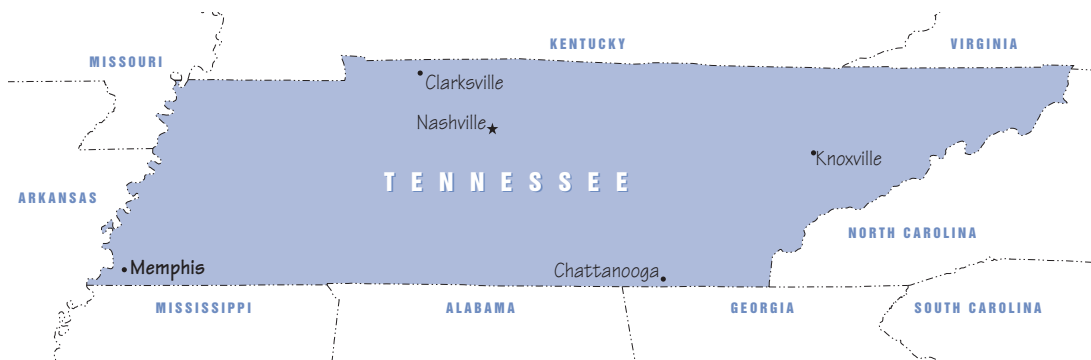 KENTUCKY
VIRGINIA
MISSOURI
Clarksville
Nashville
Knoxville
TENNESSEE
ARKANSAS
NORTH CAROLINA
Memphis
Chattanooga
MISSISSIPPI
ALABAMA
GEORGIA
SOUTH CAROLINA